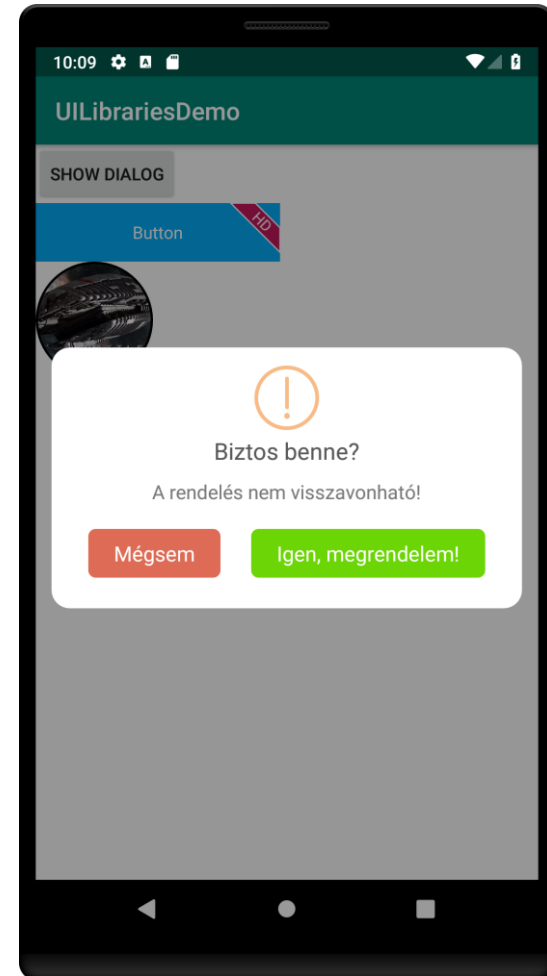 10:09
UILibrariesDemo
SHOW DIALOG
Button
HD
Biztos benne?
A rendelés nem visszavonható!
Mégsem
Igen, megrendelem!